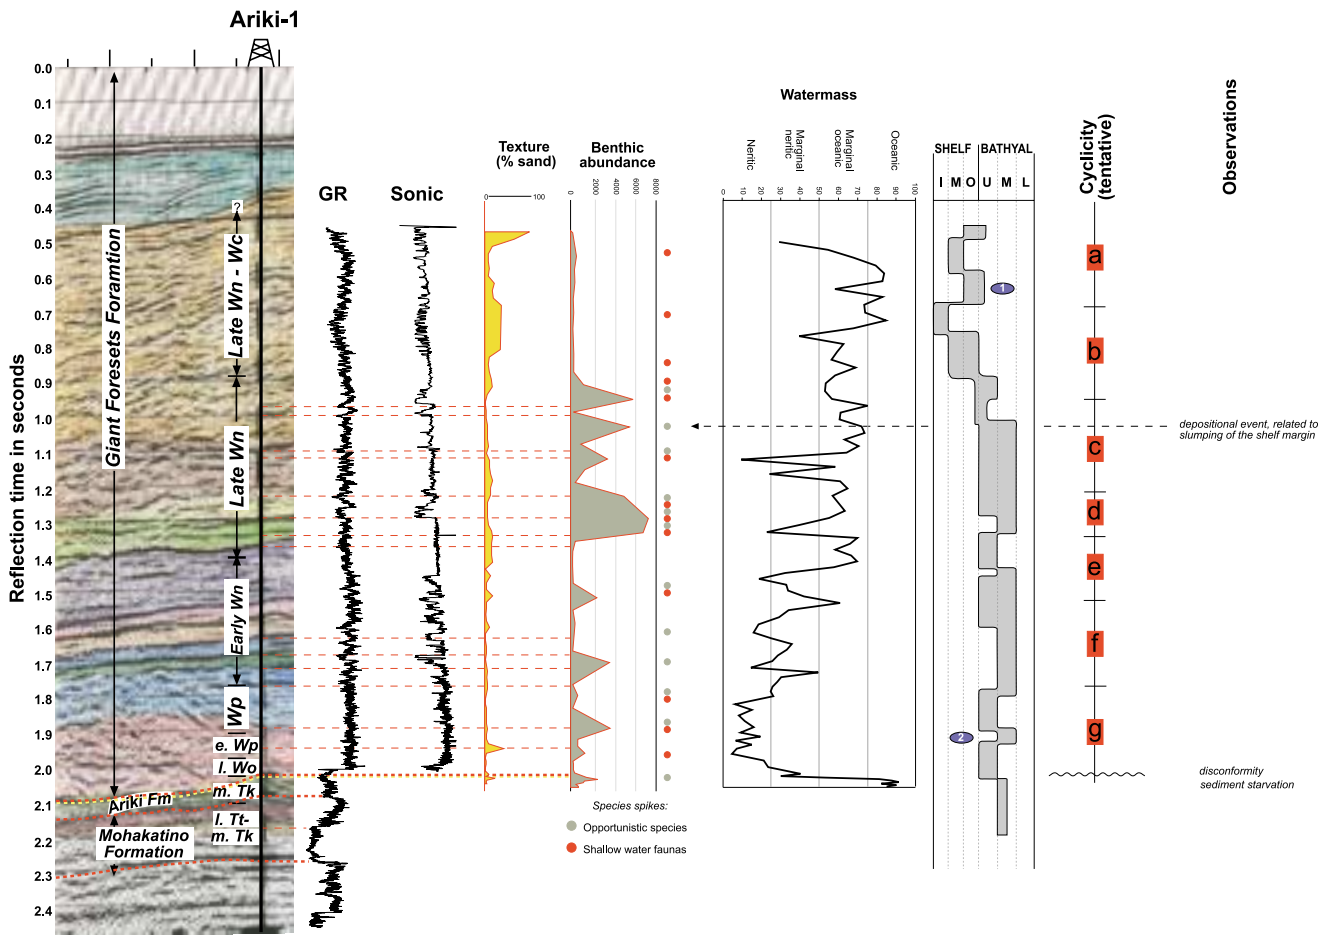 Ariki-1
Watermass
Texture
(% sand)
Benthic
abundance
GR
Sonic
0
100
0
2000
4000
6000
8000
Neritic
Marginal
neritic
Marginal
oceanic
Oceanic
0
10
20
30
40
50
60
70
80
90
100
SHELF
BATHYAL
I
M
O
U
M
L
Cyclicity
(tentative)
Observations
Reflection time in seconds
0.0
0.1
0.2
0.3
0.4
0.5
0.6
0.7
0.8
0.9
1.0
1.1
1.2
1.3
1.4
1.5
1.6
1.7
1.8
1.9
2.0
2.1
2.2
2.3
2.4
Giant Foresets Foramtion
Ariki Fm
Mohakatino
Formation
?
Late Wn - Wc
Late Wn
Early Wn
Wp
e. Wp
l. Wo
m. Tk
l. Tt-
m. Tk
1
2
a
b
c
d
e
f
g
depositional event, related to
slumping of the shelf margin
disconformity
sediment starvation
Species spikes:
Opportunistic species
Shallow water faunas